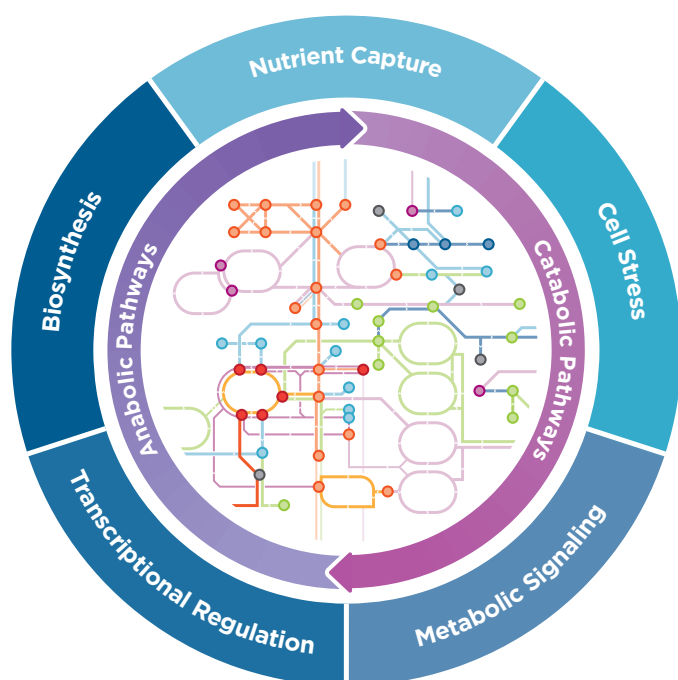 Nutrient Capture
Cell Stress
Metabolic Signaling
Transcriptional Regulation
Biosynthesis
Anabolic Pathways
Catabolic Pathways